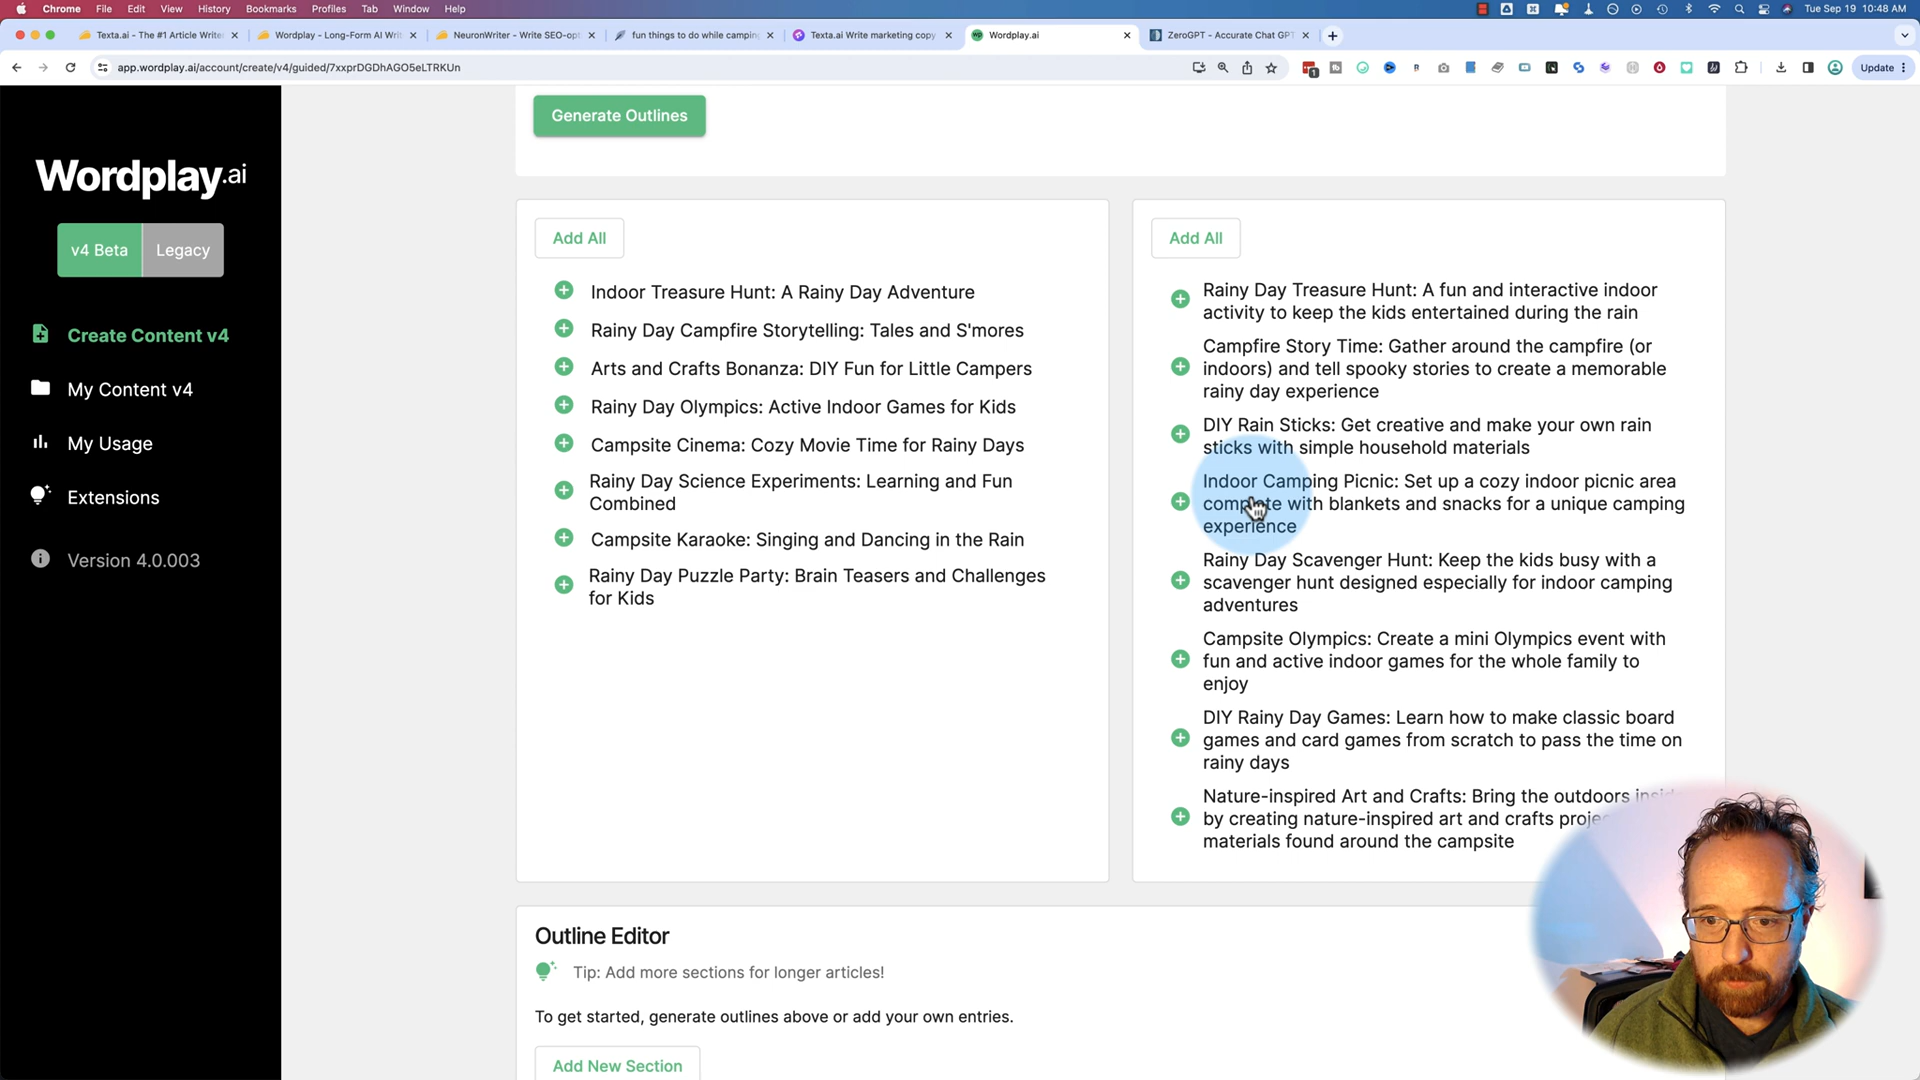 Chrome File Edit View History Bookmarks Profiles Tab Window Help
Tue Sep 19 10:48 AM
Texta.ai - The #1 Article Writer
Wordplay - Long-Form AI Writ
NeuronWriter - Write SEO-opt
fun things to do while camping
Texta.ai Write marketing copy
Wordplay.ai
ZeroGPT - Accurate Chat GPT
app.wordplay.ai/account/create/v4/guided/7xxprDGDhAGO5eLTRKUn
1
Update
Wordplay.ai
v4 Beta
Legacy
Create Content v4
My Content v4
My Usage
Extensions
Version 4.0.003
Generate Outlines
Add All
Indoor Treasure Hunt: A Rainy Day Adventure
Rainy Day Campfire Storytelling: Tales and S'mores
Arts and Crafts Bonanza: DIY Fun for Little Campers
Rainy Day Olympics: Active Indoor Games for Kids
Campsite Cinema: Cozy Movie Time for Rainy Days
Rainy Day Science Experiments: Learning and Fun
Combined
Campsite Karaoke: Singing and Dancing in the Rain
Rainy Day Puzzle Party: Brain Teasers and Challenges
for Kids
Add All
Rainy Day Treasure Hunt: A fun and interactive indoor
activity to keep the kids entertained during the rain
Campfire Story Time: Gather around the campfire (or
indoors) and tell spooky stories to create a memorable
rainy day experience
DIY Rain Sticks: Get creative and make your own rain
sticks with simple household materials
Indoor Camping Picnic: Set up a cozy indoor picnic area
complete with blankets and snacks for a unique camping
experience
Rainy Day Scavenger Hunt: Keep the kids busy with a
scavenger hunt designed especially for indoor camping
adventures
Campsite Olympics: Create a mini Olympics event with
fun and active indoor games for the whole family to
enjoy
DIY Rainy Day Games: Learn how to make classic board
games and card games from scratch to pass the time on
rainy days
Nature-inspired Art and Crafts: Bring the outdoors
by creating nature-inspired art and crafts
materials found around the campsite
Outline Editor
Tip: Add more sections for longer articles!
To get started, generate outlines above or add your own entries.
Add New Section